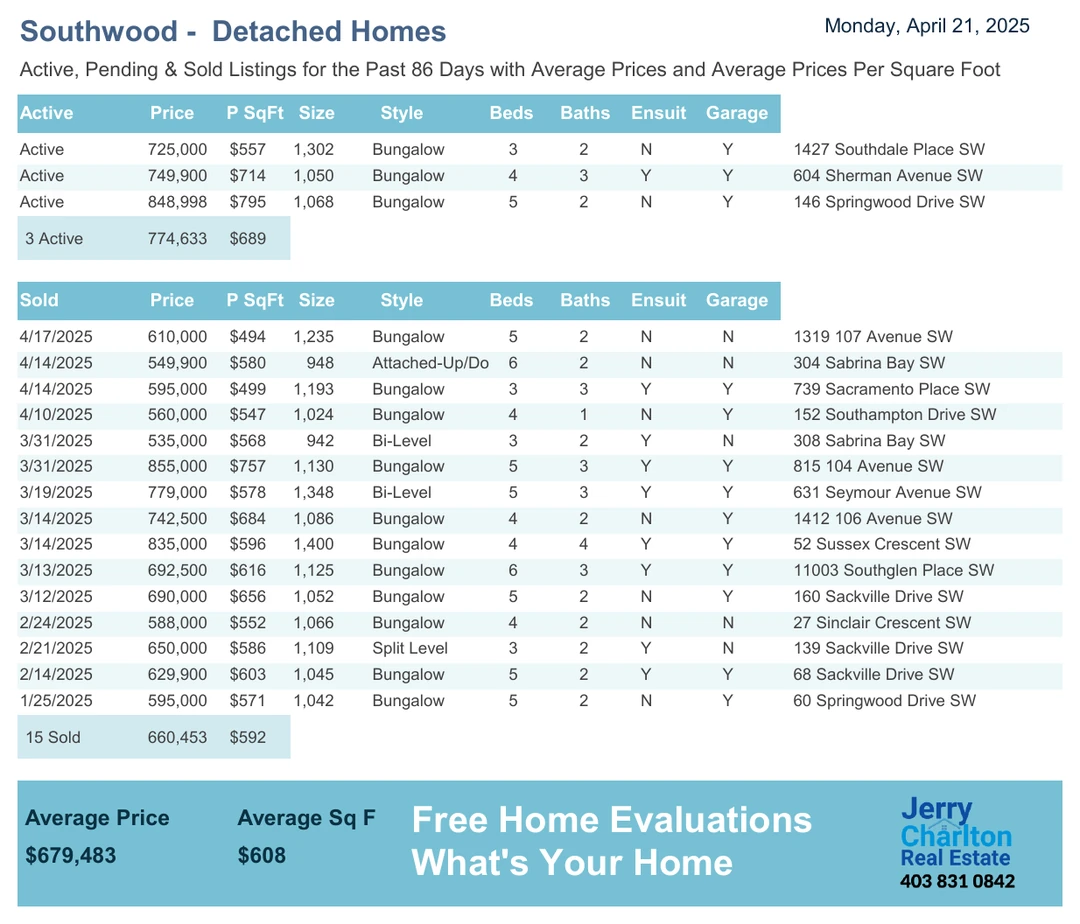 Southwood - Detached Homes
Monday, April 21, 2025
Active, Pending & Sold Listings for the Past 86 Days with Average Prices and Average Prices Per Square Foot
Active Price P SqFt Size Style Beds Baths Ensuit Garage
Active 725,000 $557 1,302 Bungalow 3 2 N Y 1427 Southdale Place SW
Active 749,900 $714 1,050 Bungalow 4 3 Y Y 604 Sherman Avenue SW
Active 848,998 $795 1,068 Bungalow 5 2 N Y 146 Springwood Drive SW
3 Active 774,633 $689
Sold Price P SqFt Size Style Beds Baths Ensuit Garage
4/17/2025 610,000 $494 1,235 Bungalow 5 2 N N 1319 107 Avenue SW
4/14/2025 549,900 $580 948 Attached-Up/Do 6 2 N N 304 Sabrina Bay SW
4/14/2025 595,000 $499 1,193 Bungalow 3 3 Y Y 739 Sacramento Place SW
4/10/2025 560,000 $547 1,024 Bungalow 4 1 N Y 152 Southampton Drive SW
3/31/2025 535,000 $568 942 Bi-Level 3 2 Y N 308 Sabrina Bay SW
3/31/2025 855,000 $757 1,130 Bungalow 5 3 Y Y 815 104 Avenue SW
3/19/2025 779,000 $578 1,348 Bi-Level 5 3 Y Y 631 Seymour Avenue SW
3/14/2025 742,500 $684 1,086 Bungalow 4 2 N Y 1412 106 Avenue SW
3/14/2025 835,000 $596 1,400 Bungalow 4 4 Y Y 52 Sussex Crescent SW
3/13/2025 692,500 $616 1,125 Bungalow 6 3 Y Y 11003 Southglen Place SW
3/12/2025 690,000 $656 1,052 Bungalow 5 2 N Y 160 Sackville Drive SW
2/24/2025 588,000 $552 1,066 Bungalow 4 2 N N 27 Sinclair Crescent SW
2/21/2025 650,000 $586 1,109 Split Level 3 2 Y N 139 Sackville Drive SW
2/14/2025 629,900 $603 1,045 Bungalow 5 2 Y Y 68 Sackville Drive SW
1/25/2025 595,000 $571 1,042 Bungalow 5 2 N Y 60 Springwood Drive SW
15 Sold 660,453 $592
Average Price Average Sq F
$679,483 $608
Free Home Evaluations
What's Your Home
Jerry
Charlton
Real Estate
403 831 0842